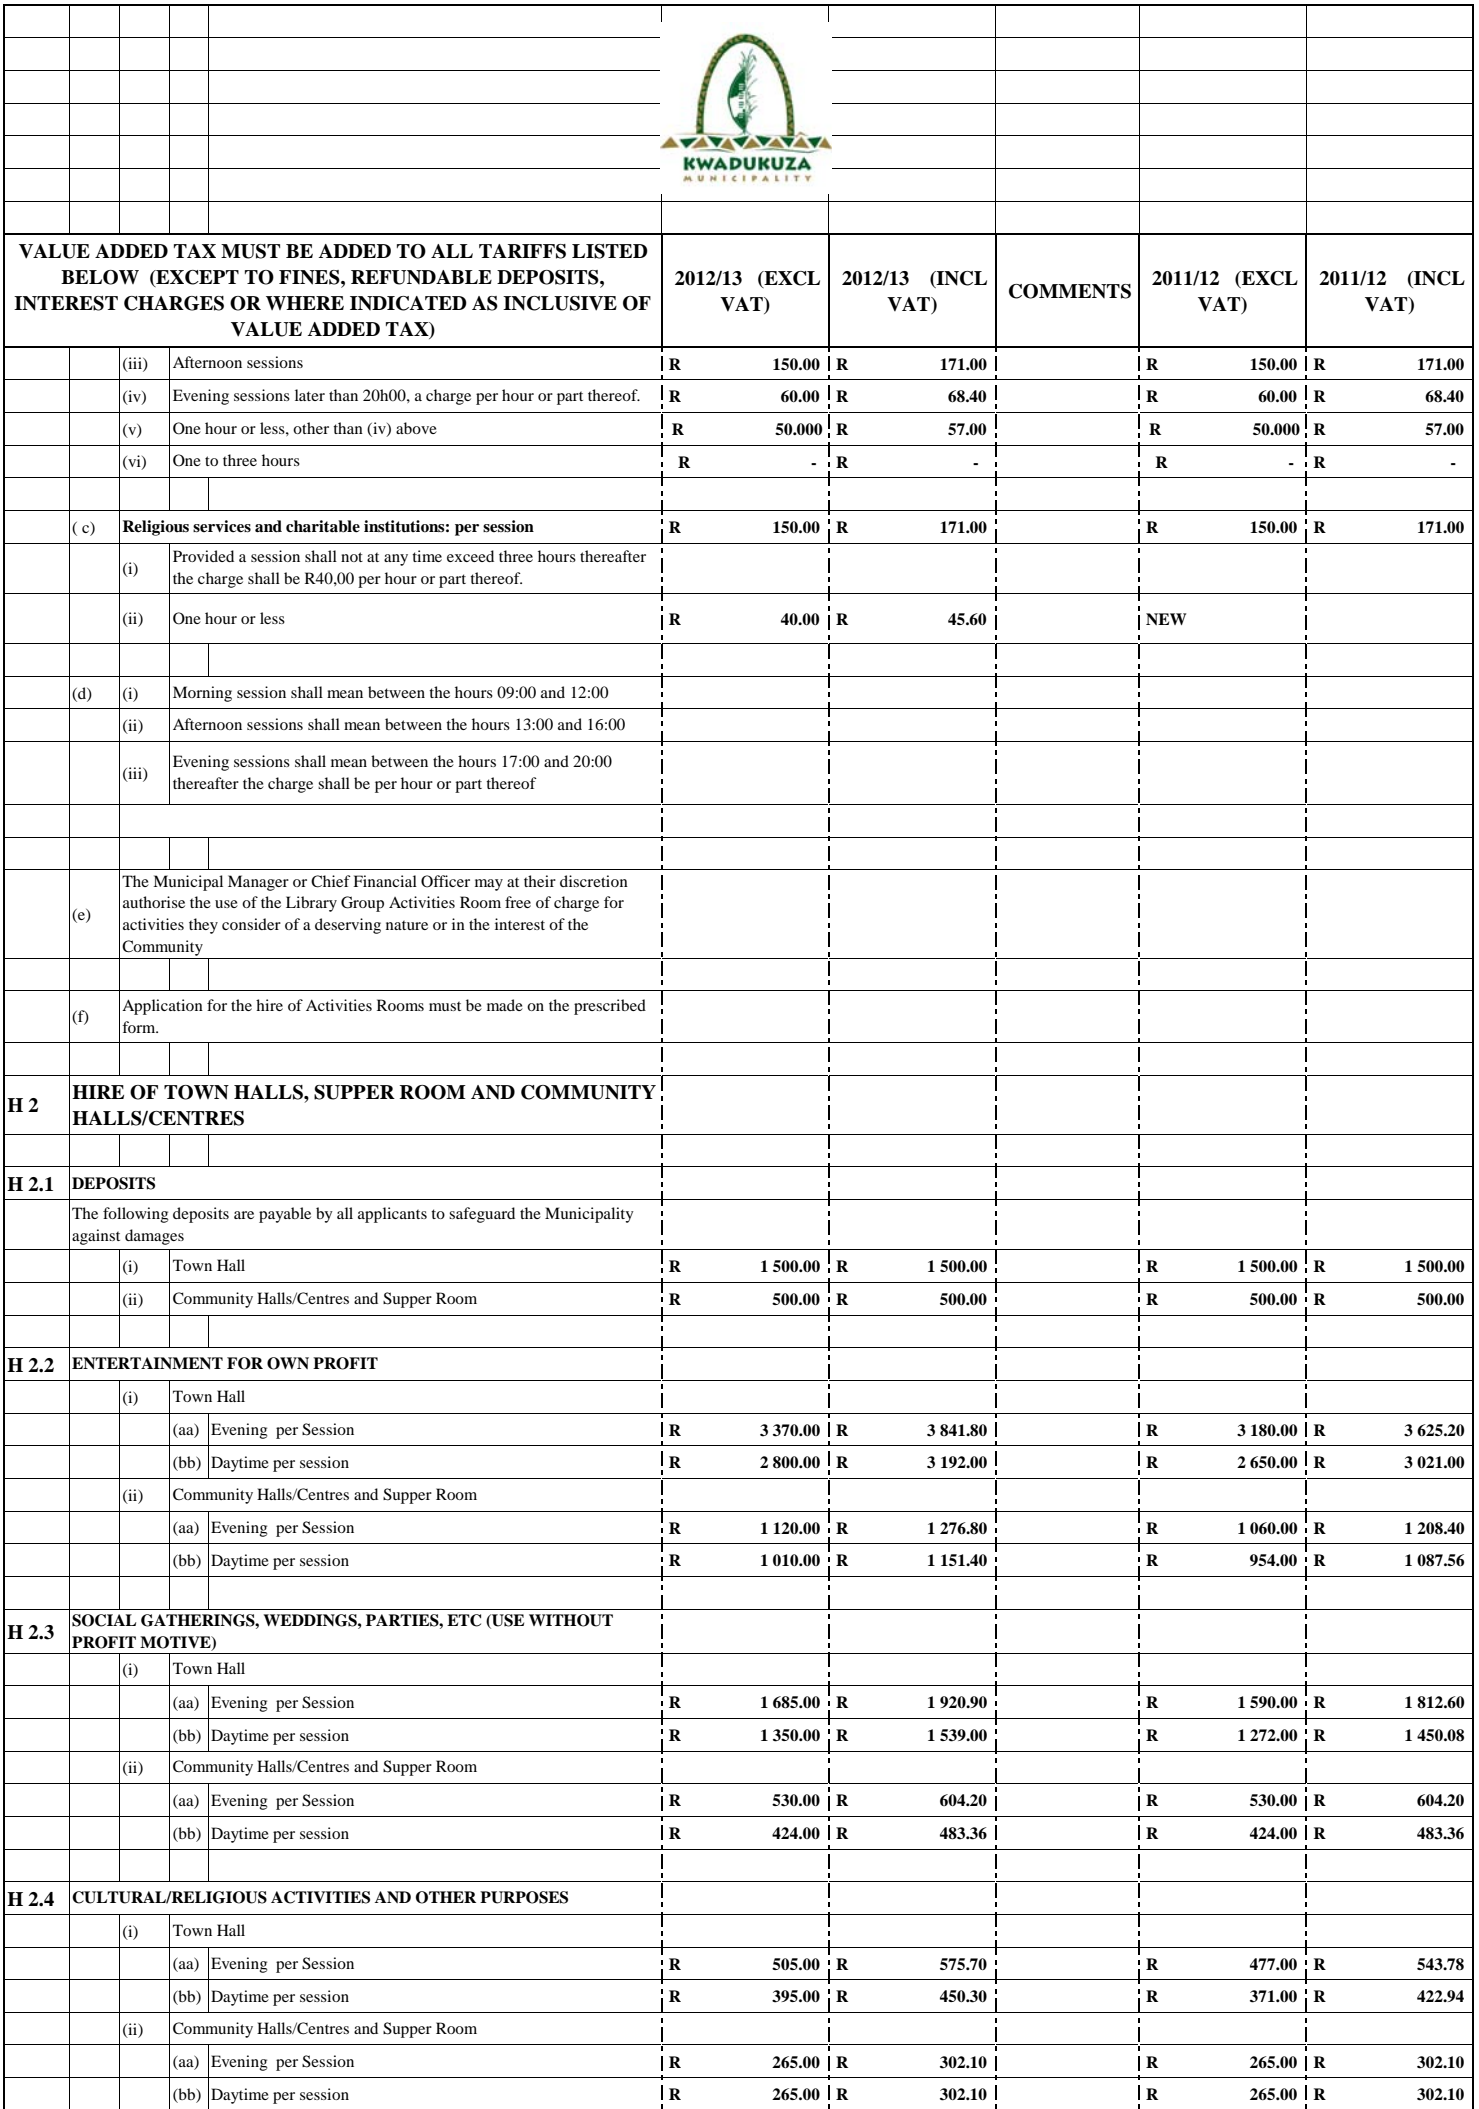 KWADUKUZA
MUNICIPALITY
VALUE ADDED TAX MUST BE ADDED TO ALL TARIFFS LISTED
BELOW (EXCEPT TO FINES, REFUNDABLE DEPOSITS,
INTEREST CHARGES OR WHERE INDICATED AS INCLUSIVE OF
VALUE ADDED TAX)
2012/13 (EXCL
VAT)
2012/13 (INCL
VAT)
COMMENTS
2011/12 (EXCL
VAT)
2011/12 (INCL
VAT)
(iii) Afternoon sessions R 150.00 R 171.00 R 150.00 R 171.00
(iv) Evening sessions later than 20h00, a charge per hour or part thereof. R 60.00 R 68.40 R 60.00 R 68.40
(v) One hour or less, other than (iv) above R 50.000 R 57.00 R 50.000 R 57.00
(vi) One to three hours R - R - R - R -
( c) Religious services and charitable institutions: per session R 150.00 R 171.00 R 150.00 R 171.00
(i) Provided a session shall not at any time exceed three hours thereafter
the charge shall be R40,00 per hour or part thereof.
(ii) One hour or less R 40.00 R 45.60 NEW
(d) (i) Morning session shall mean between the hours 09:00 and 12:00
(ii) Afternoon sessions shall mean between the hours 13:00 and 16:00
(iii) Evening sessions shall mean between the hours 17:00 and 20:00
thereafter the charge shall be per hour or part thereof
(e) The Municipal Manager or Chief Financial Officer may at their discretion
authorise the use of the Library Group Activities Room free of charge for
activities they consider of a deserving nature or in the interest of the
Community
(f) Application for the hire of Activities Rooms must be made on the prescribed
form.
H 2 HIRE OF TOWN HALLS, SUPPER ROOM AND COMMUNITY
HALLS/CENTRES
H 2.1 DEPOSITS
The following deposits are payable by all applicants to safeguard the Municipality
against damages
(i) Town Hall R 1 500.00 R 1 500.00 R 1 500.00 R 1 500.00
(ii) Community Halls/Centres and Supper Room R 500.00 R 500.00 R 500.00 R 500.00
H 2.2 ENTERTAINMENT FOR OWN PROFIT
(i) Town Hall
(aa) Evening per Session R 3 370.00 R 3 841.80 R 3 180.00 R 3 625.20
(bb) Daytime per session R 2 800.00 R 3 192.00 R 2 650.00 R 3 021.00
(ii) Community Halls/Centres and Supper Room
(aa) Evening per Session R 1 120.00 R 1 276.80 R 1 060.00 R 1 208.40
(bb) Daytime per session R 1 010.00 R 1 151.40 R 954.00 R 1 087.56
H 2.3 SOCIAL GATHERINGS, WEDDINGS, PARTIES, ETC (USE WITHOUT
PROFIT MOTIVE)
(i) Town Hall
(aa) Evening per Session R 1 685.00 R 1 920.90 R 1 590.00 R 1 812.60
(bb) Daytime per session R 1 350.00 R 1 539.00 R 1 272.00 R 1 450.08
(ii) Community Halls/Centres and Supper Room
(aa) Evening per Session R 530.00 R 604.20 R 530.00 R 604.20
(bb) Daytime per session R 424.00 R 483.36 R 424.00 R 483.36
H 2.4 CULTURAL/RELIGIOUS ACTIVITIES AND OTHER PURPOSES
(i) Town Hall
(aa) Evening per Session R 505.00 R 575.70 R 477.00 R 543.78
(bb) Daytime per session R 395.00 R 450.30 R 371.00 R 422.94
(ii) Community Halls/Centres and Supper Room
(aa) Evening per Session R 265.00 R 302.10 R 265.00 R 302.10
(bb) Daytime per session R 265.00 R 302.10 R 265.00 R 302.10